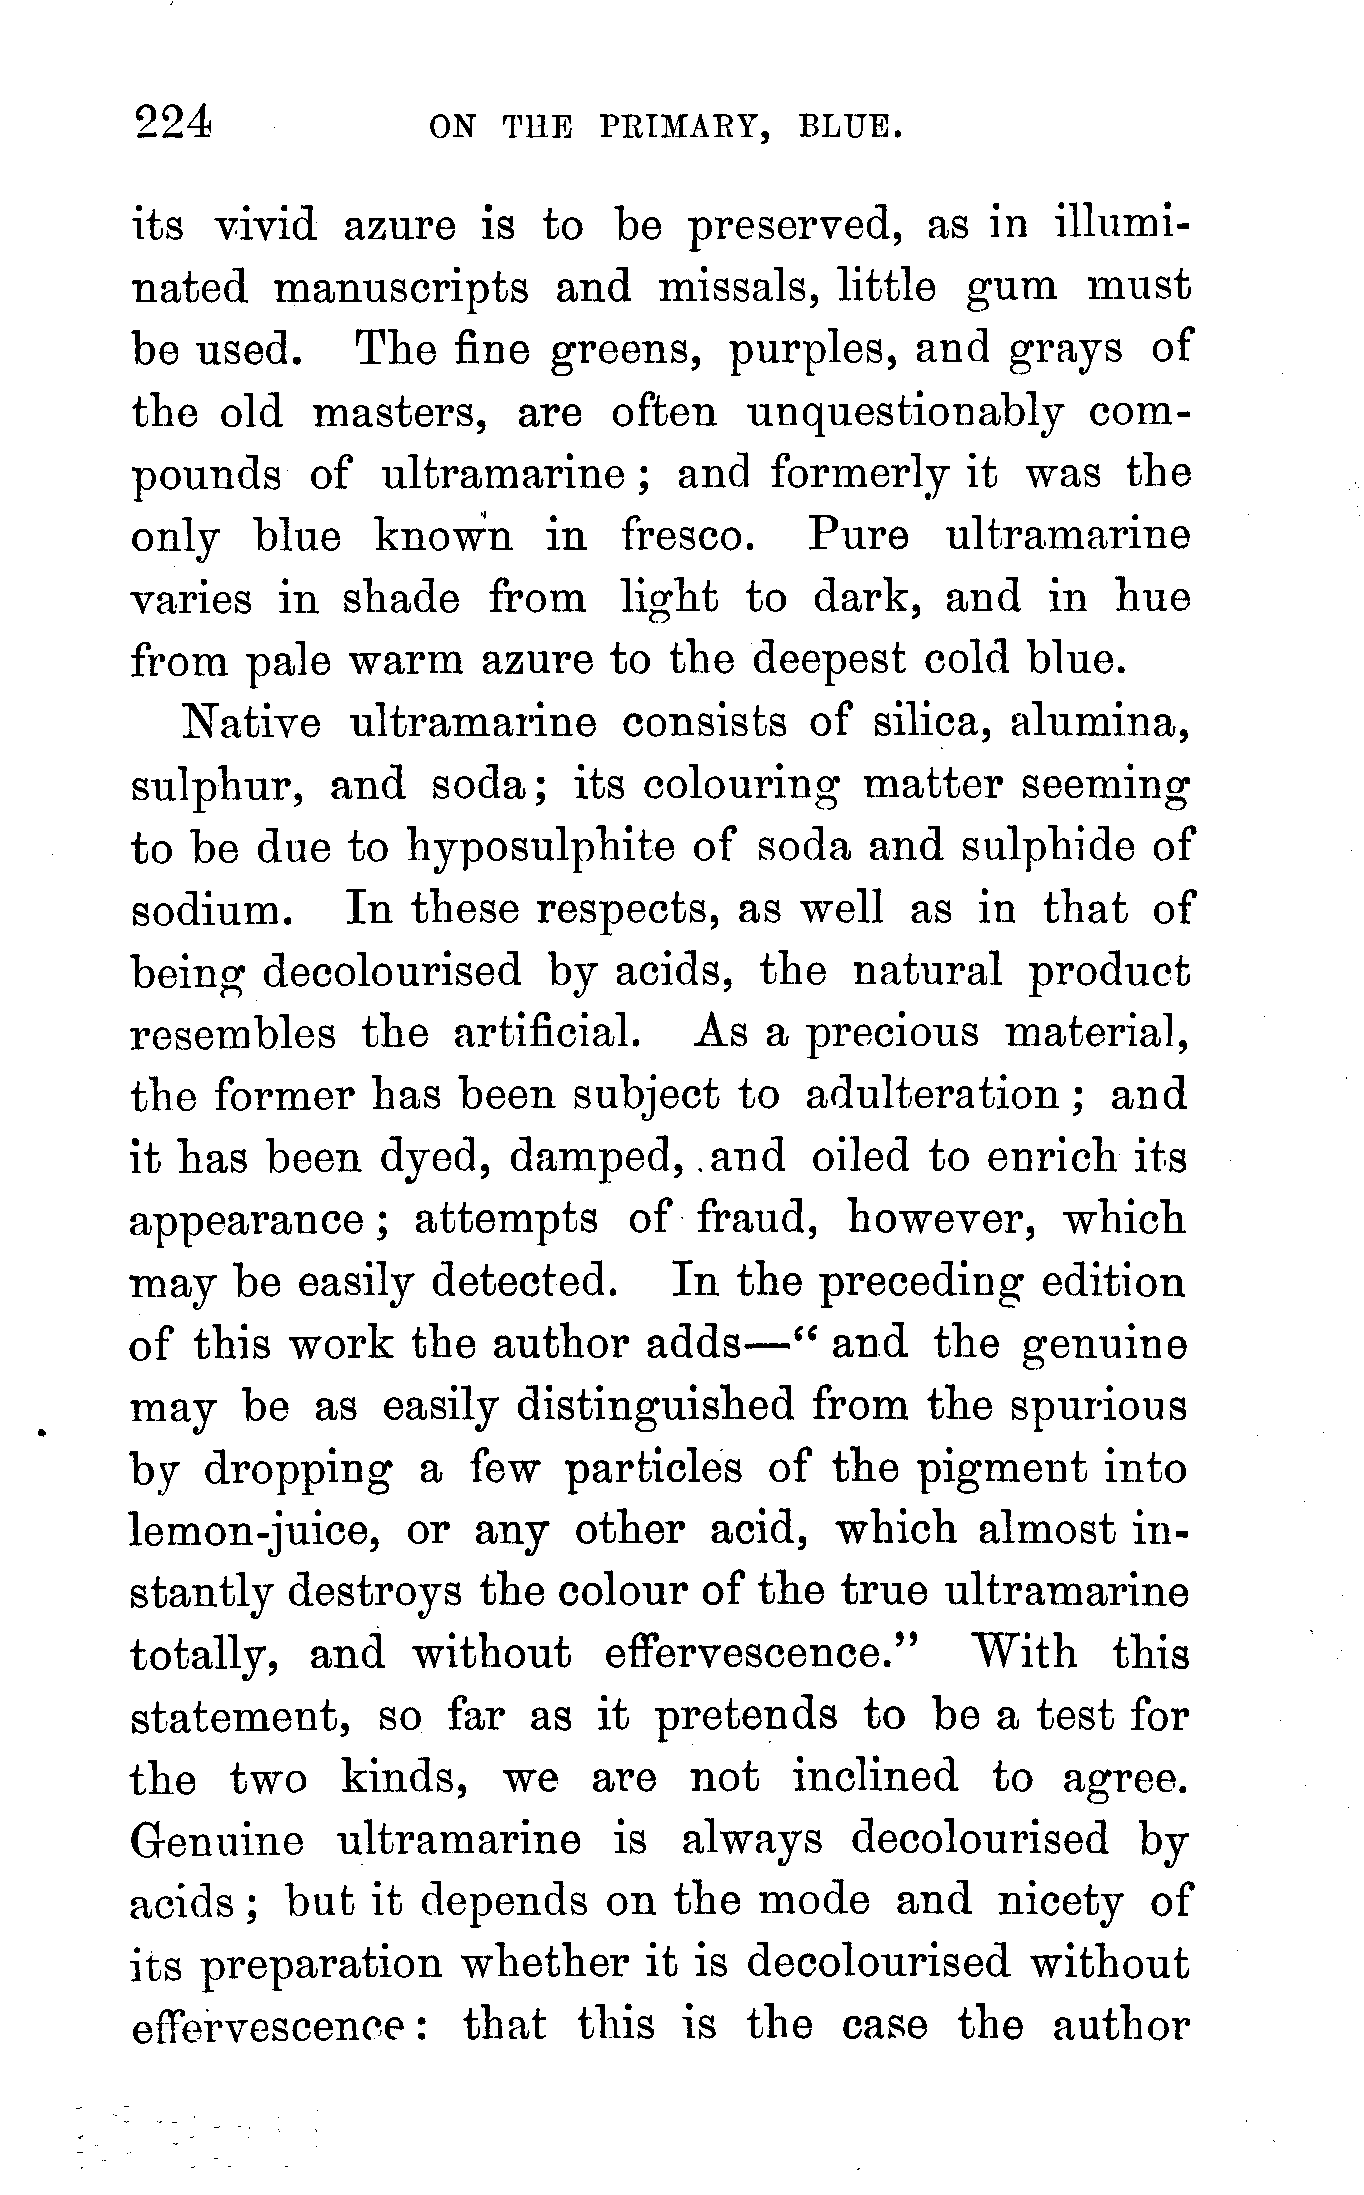 224 ON THE PRIMARY, BLUE.
its vivid azure is to be preserved, as in illumi-
nated manuscripts and missals, little gum must
be used. The fine greens, purples, and grays of
the old masters, are often unquestionably com-
pounds of ultramarine ; and formerly it was the
only blue known in fresco. Pure ultramarine
varies in shade from light to dark, and in hue
from pale warm azure to the deepest cold blue.
Native ultramarine consists of silica, alumina,
sulphur, and soda; its colouring matter seeming
to be due to hyposulphite of soda and sulphide of
sodium. In these respects, as well as in that of
being decolourised by acids, the natural product
resembles the artificial. As a precious material,
the former has been subject to adulteration ; and
it has been dyed, damped, and oiled to enrich its
appearance ; attempts of fraud, however, which
may be easily detected. In the preceding edition
of this work the author adds—“ and the genuine
may be as easily distinguished from the spurious
by dropping a few particles of the pigment into
lemon-juice, or any other acid, which almost in-
stantly destroys the colour of the true ultramarine
totally, and without effervescence.” With this
statement, so far as it pretends to be a test for
the two kinds, we are not inclined to agree.
Genuine ultramarine is always decolourised by
acids ; but it depends on the mode and nicety of
its preparation whether it is decolourised without
effervescence : that this is the case the author